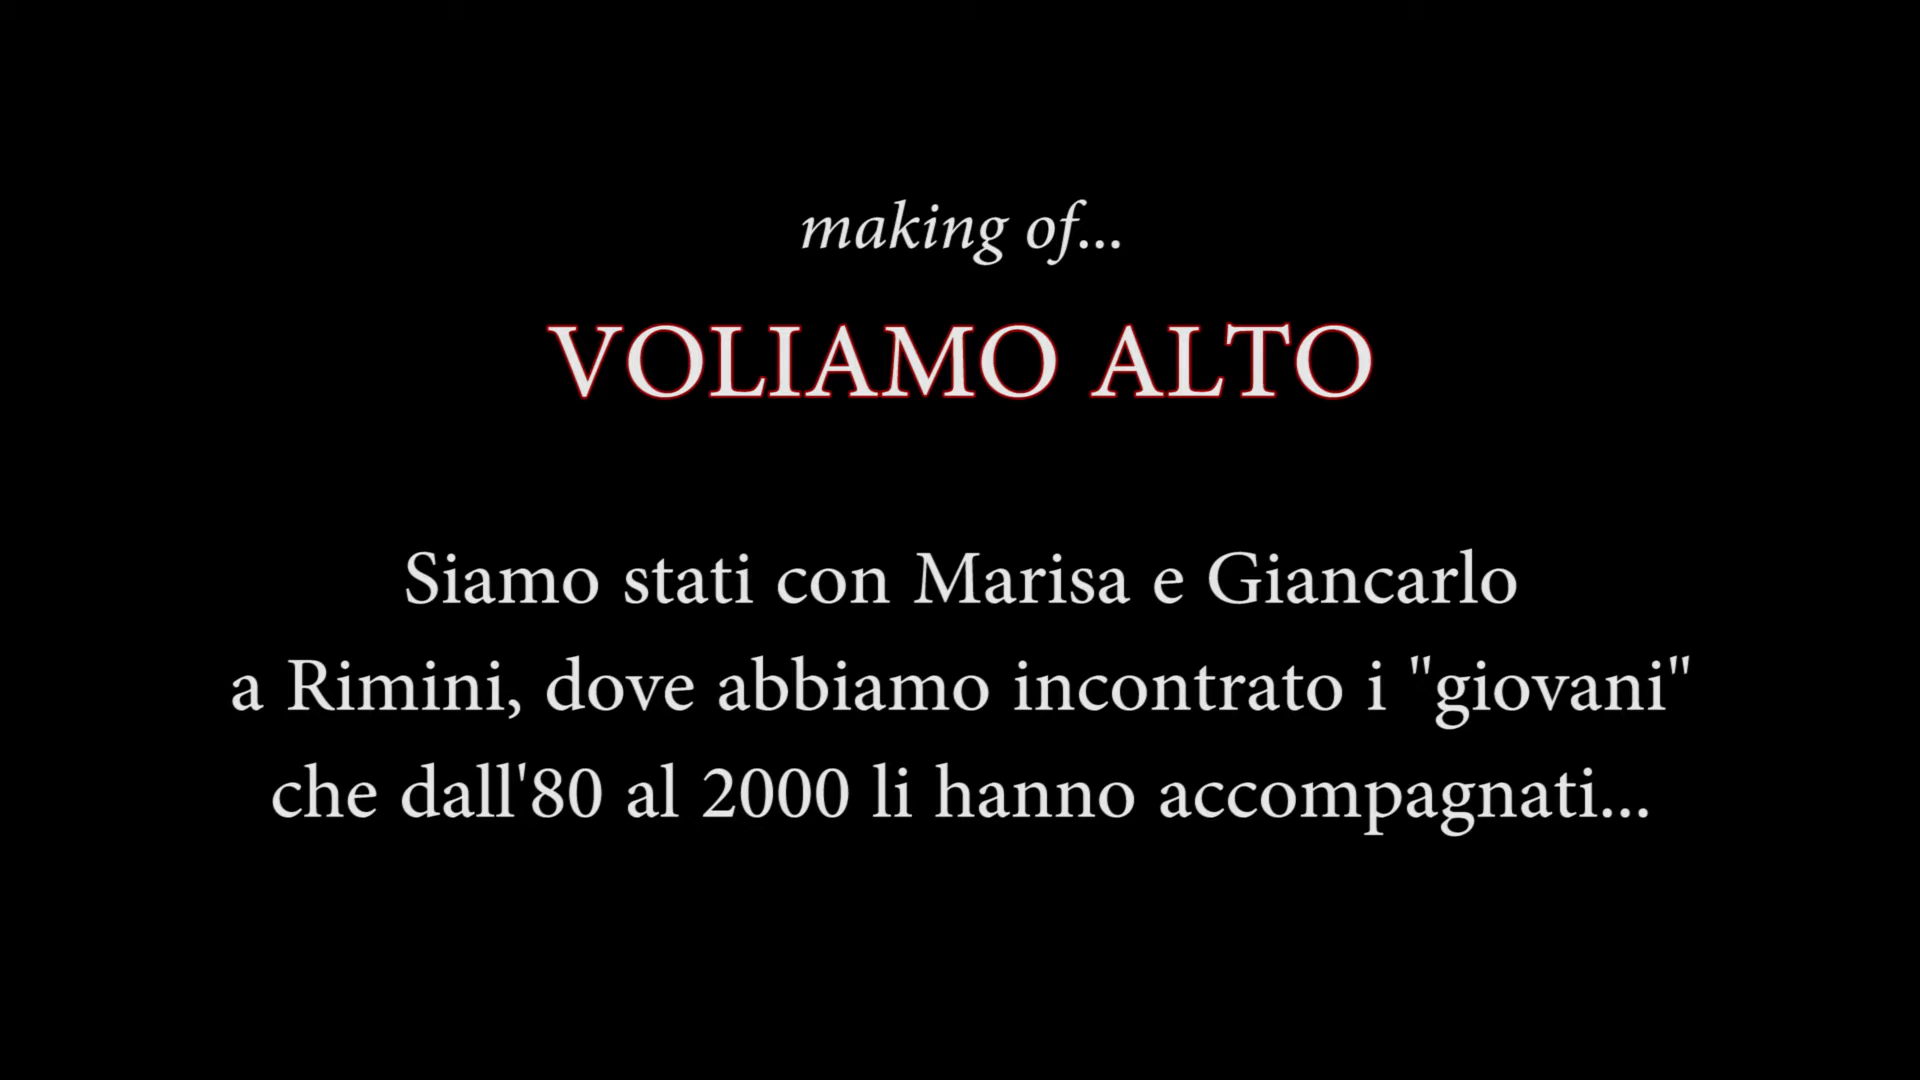 making of...
VOLIAMO ALTO
Siamo stati con Marisa e Giancarlo
a Rimini, dove abbiamo incontrato i "giovani"
che dall'80 al 2000 li hanno accompagnati...